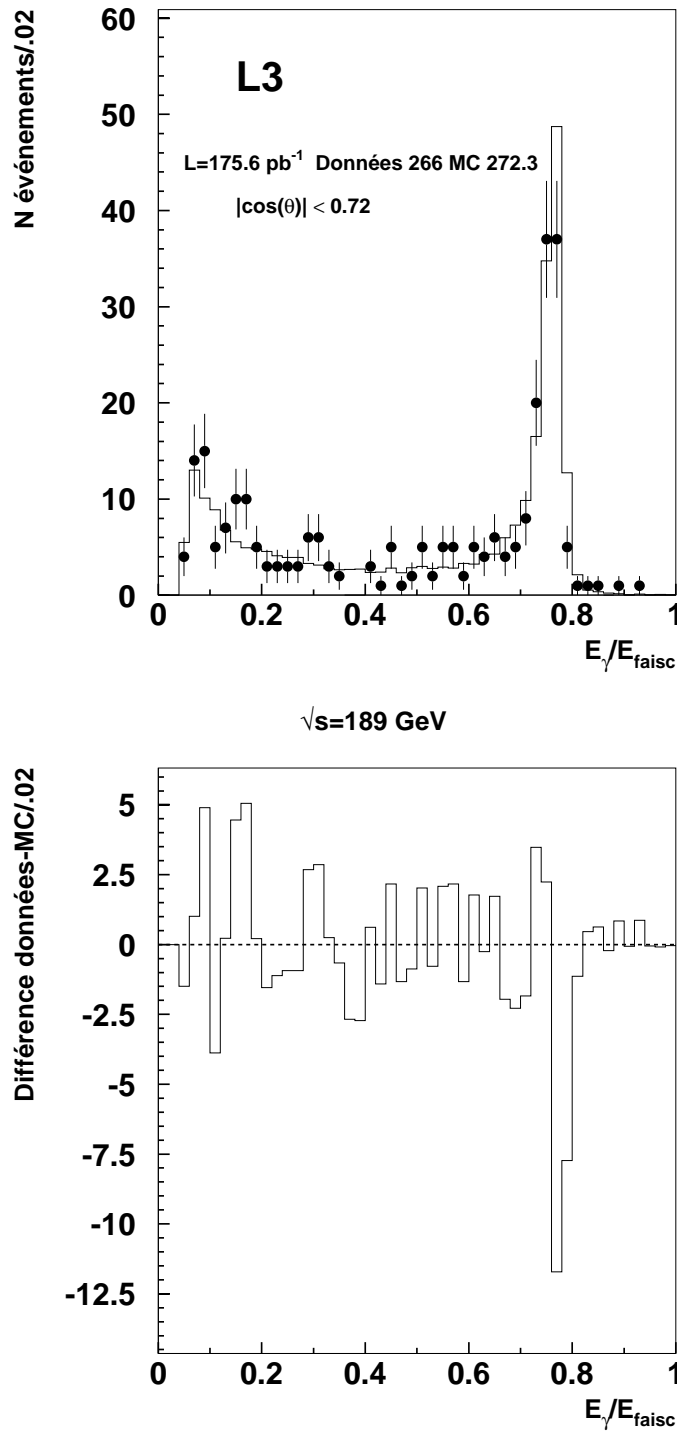 N événements/.02
60
50
40
30
20
10
0
L3
L=175.6 pb⁻¹ Données 266 MC 272.3
|cos(θ)| < 0.72
0 0.2 0.4 0.6 0.8 1
Eγ/Efaisc
√s=189 GeV
Différence données-MC/.02
5
2.5
0
-2.5
-5
-7.5
-10
-12.5
0 0.2 0.4 0.6 0.8 1
Eγ/Efaisc